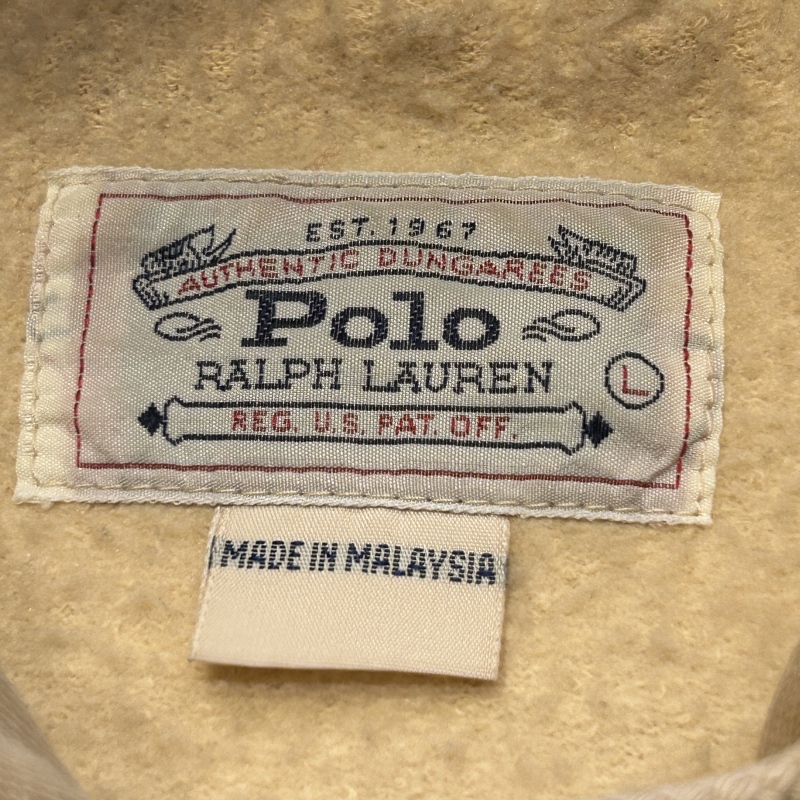 EST. 1967
AUTHENTIC DUNGAREES
Polo
RALPH LAUREN
L
REG. U.S. PAT. OFF.
MADE IN MALAYSIA